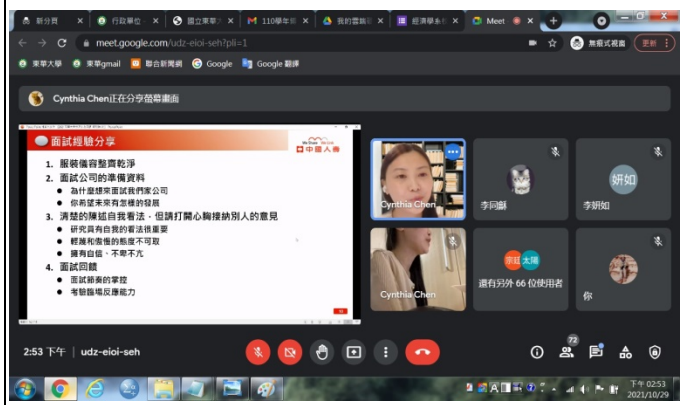 新分頁
行政單位
國立東華
110學年
我的雲端
經濟學系
Meet
meet.google.com/udz-eioi-seh?pli=1
無痕式視窗
更新
東華大學
東華gmail
聯合新聞網
Google
Google 翻譯
Cynthia Chen正在分享螢幕畫面
面試經驗分享
中國人壽
1. 服裝儀容整齊乾淨
2. 面試公司的準備資料
● 為什麼想來面試我們家公司
● 你希望未來有怎樣的發展
3. 清楚的陳述自我看法，但請打開心胸接納別人的意見
● 研究員有自我的看法很重要
● 輕蔑和傲慢的態度不可取
● 擁有自信、不卑不亢
4. 面試回饋
● 面試節奏的掌控
● 考驗臨場反應能力
Cynthia Chen
李同龢
妍如
李妍如
Cynthia Chen
宗廷
太陽
還有另外 66 位使用者
你
2:53 下午 | udz-eioi-seh
72
下午 02:53
2021/10/29